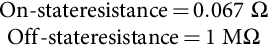 On-stateresistance = 0.067 Ω
Off-stateresistance = 1 MΩ